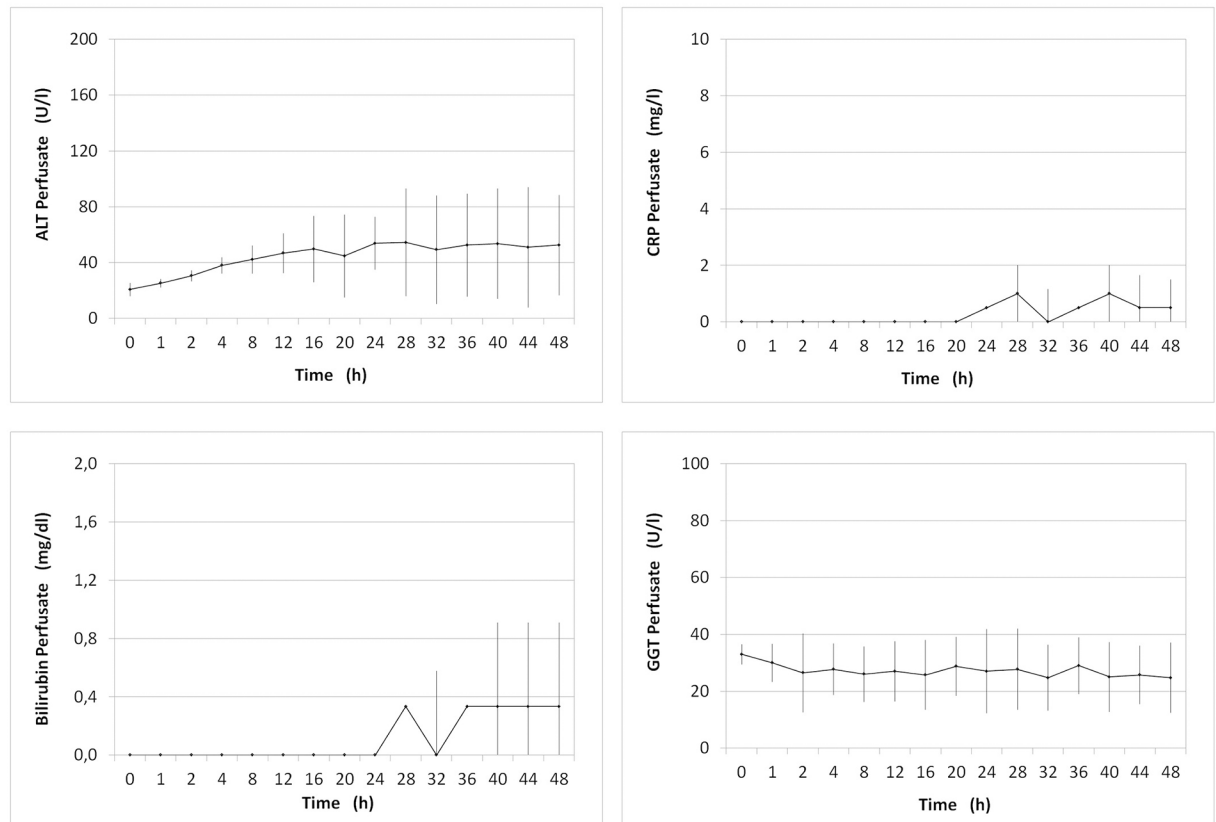 ALT Perfusate (U/l)
200
160
120
80
40
0
0 1 2 4 8 12 16 20 24 28 32 36 40 44 48
Time (h)
CRP Perfusate (mg/l)
10
8
6
4
2
0
0 1 2 4 8 12 16 20 24 28 32 36 40 44 48
Time (h)
Bilirubin Perfusate (mg/dl)
2,0
1,6
1,2
0,8
0,4
0,0
0 1 2 4 8 12 16 20 24 28 32 36 40 44 48
Time (h)
GGT Perfusate (U/l)
100
80
60
40
20
0
0 1 2 4 8 12 16 20 24 28 32 36 40 44 48
Time (h)